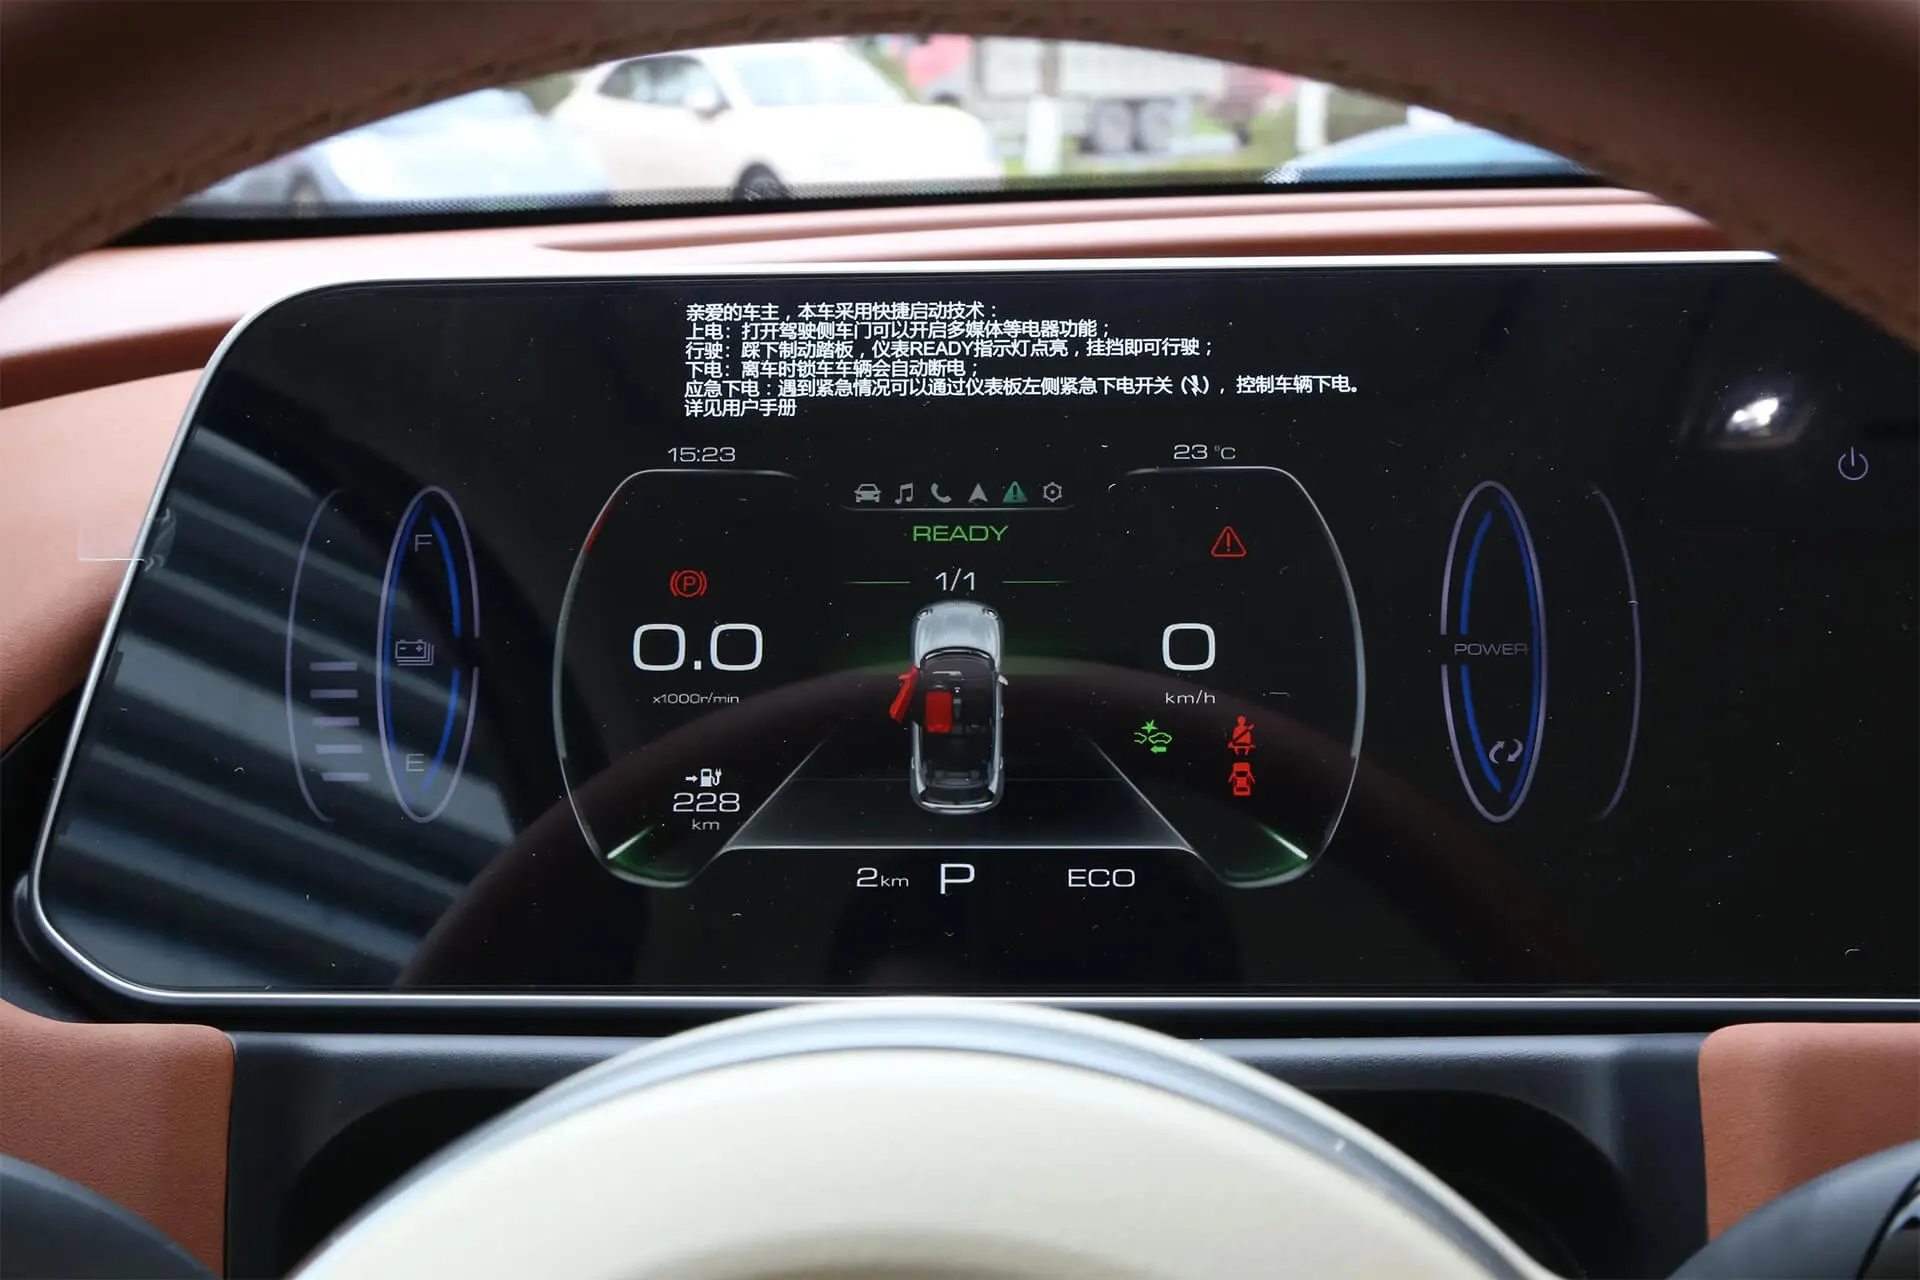 亲爱的车主，本车采用快捷启动技术：
上电：打开驾驶侧车门可以开启多媒体等电器功能；
行驶：踩下制动踏板，仪表READY指示灯点亮，挂挡即可行驶；
下电：离车时锁车车辆会自动断电；
应急下电：遇到紧急情况可以通过仪表板左侧紧急下电开关（），控制车辆下电。
详见用户手册
15:23
23 °C
READY
1/1
F
P
0.0
0
POWER
x1000r/min
km/h
E
228
km
2km
P
ECO